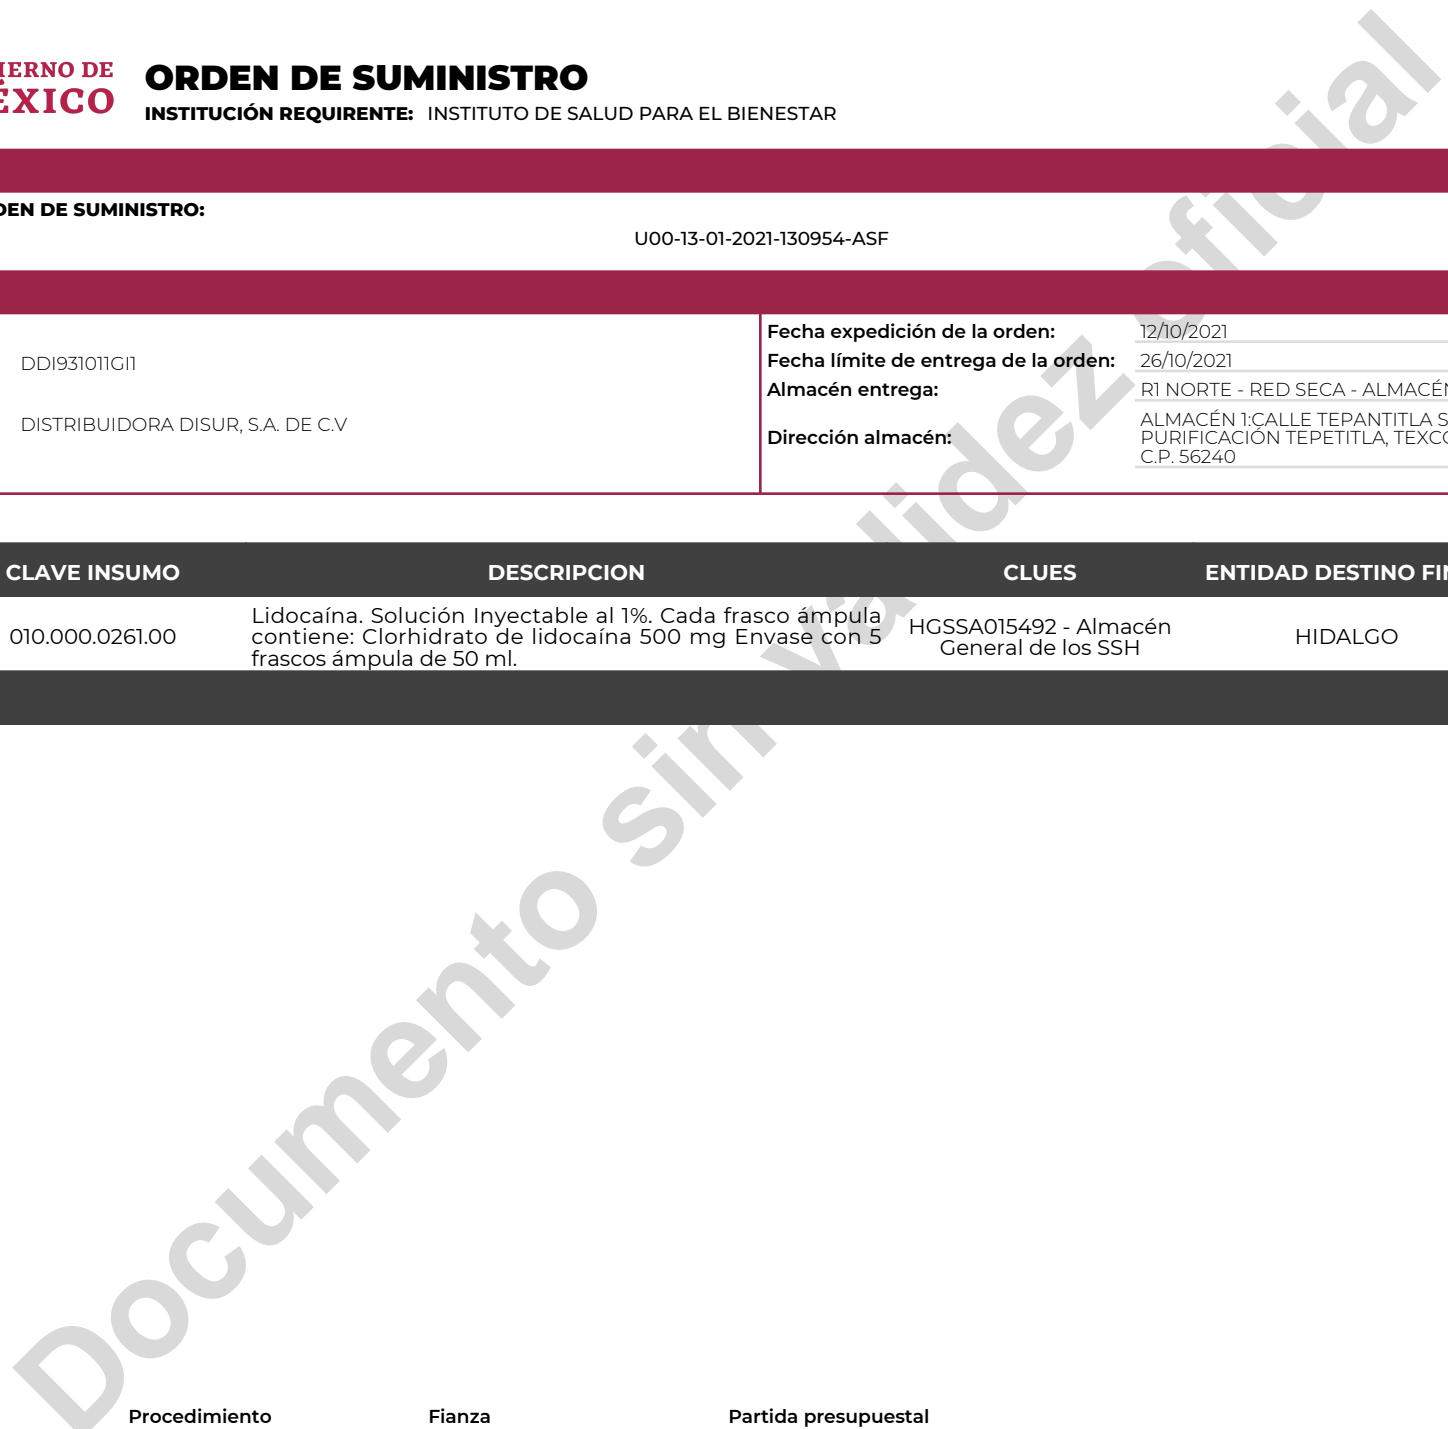 IERNO DE
ÉXICO
ORDEN DE SUMINISTRO
INSTITUCIÓN REQUIRENTE: INSTITUTO DE SALUD PARA EL BIENESTAR
DEN DE SUMINISTRO:
U00-13-01-2021-130954-ASF
DDI931011GI1
DISTRIBUIDORA DISUR, S.A. DE C.V
Fecha expedición de la orden: 12/10/2021
Fecha límite de entrega de la orden: 26/10/2021
Almacén entrega: R1 NORTE - RED SECA - ALMACÉN
Dirección almacén:
ALMACÉN 1:CALLE TEPANTITLA S
PURIFICACIÓN TEPETITLA, TEXCO
C.P. 56240
CLAVE INSUMO DESCRIPCION CLUES ENTIDAD DESTINO FIN
010.000.0261.00
Lidocaína. Solución Inyectable al 1%. Cada frasco ámpula
contiene: Clorhidrato de lidocaína 500 mg Envase con 5
frascos ámpula de 50 ml.
HGSSA015492 - Almacén
General de los SSH
HIDALGO
Documento sin validez oficial
Procedimiento Fianza Partida presupuestal